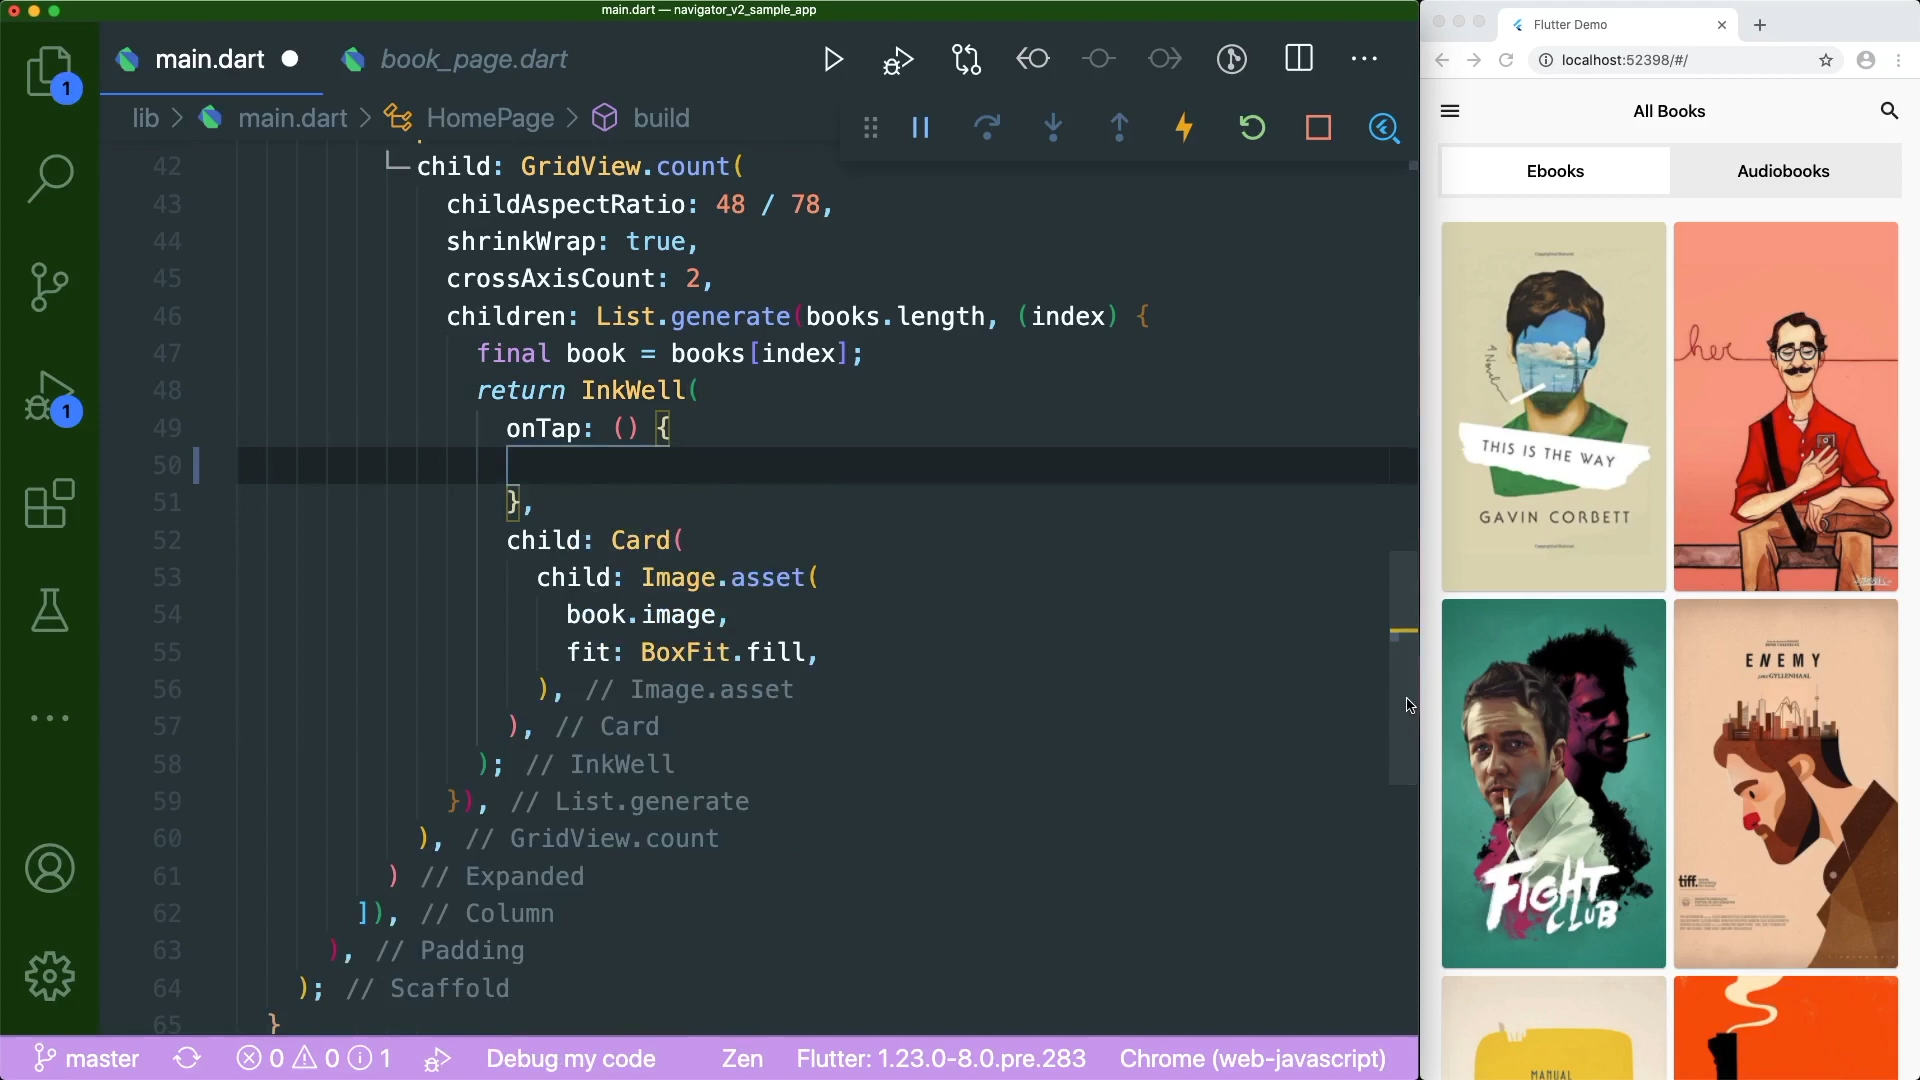 main.dart — navigator_v2_sample_app
main.dart
book_page.dart
1
lib
main.dart
HomePage
build
42 child: GridView.count(
43 childAspectRatio: 48 / 78,
44 shrinkWrap: true,
45 crossAxisCount: 2,
46 children: List.generate(books.length, (index) {
47 final book = books[index];
48 return InkWell(
49 onTap: () {
50
51 },
52 child: Card(
53 child: Image.asset(
54 book.image,
55 fit: BoxFit.fill,
56 ), // Image.asset
57 ), // Card
58 ); // InkWell
59 }), // List.generate
60 ), // GridView.count
61 ) // Expanded
62 ]), // Column
63 ), // Padding
64 ); // Scaffold
65 }
1
master
0 0 1
Debug my code
Zen
Flutter: 1.23.0-8.0.pre.283
Chrome (web-javascript)
Flutter Demo
localhost:52398/#/
All Books
Ebooks
Audiobooks
A Novel
THIS IS THE WAY
GAVIN CORBETT
her
FIGHT
CLUB
ENEMY
GYLLENHAAL
tiff.
MANUAL